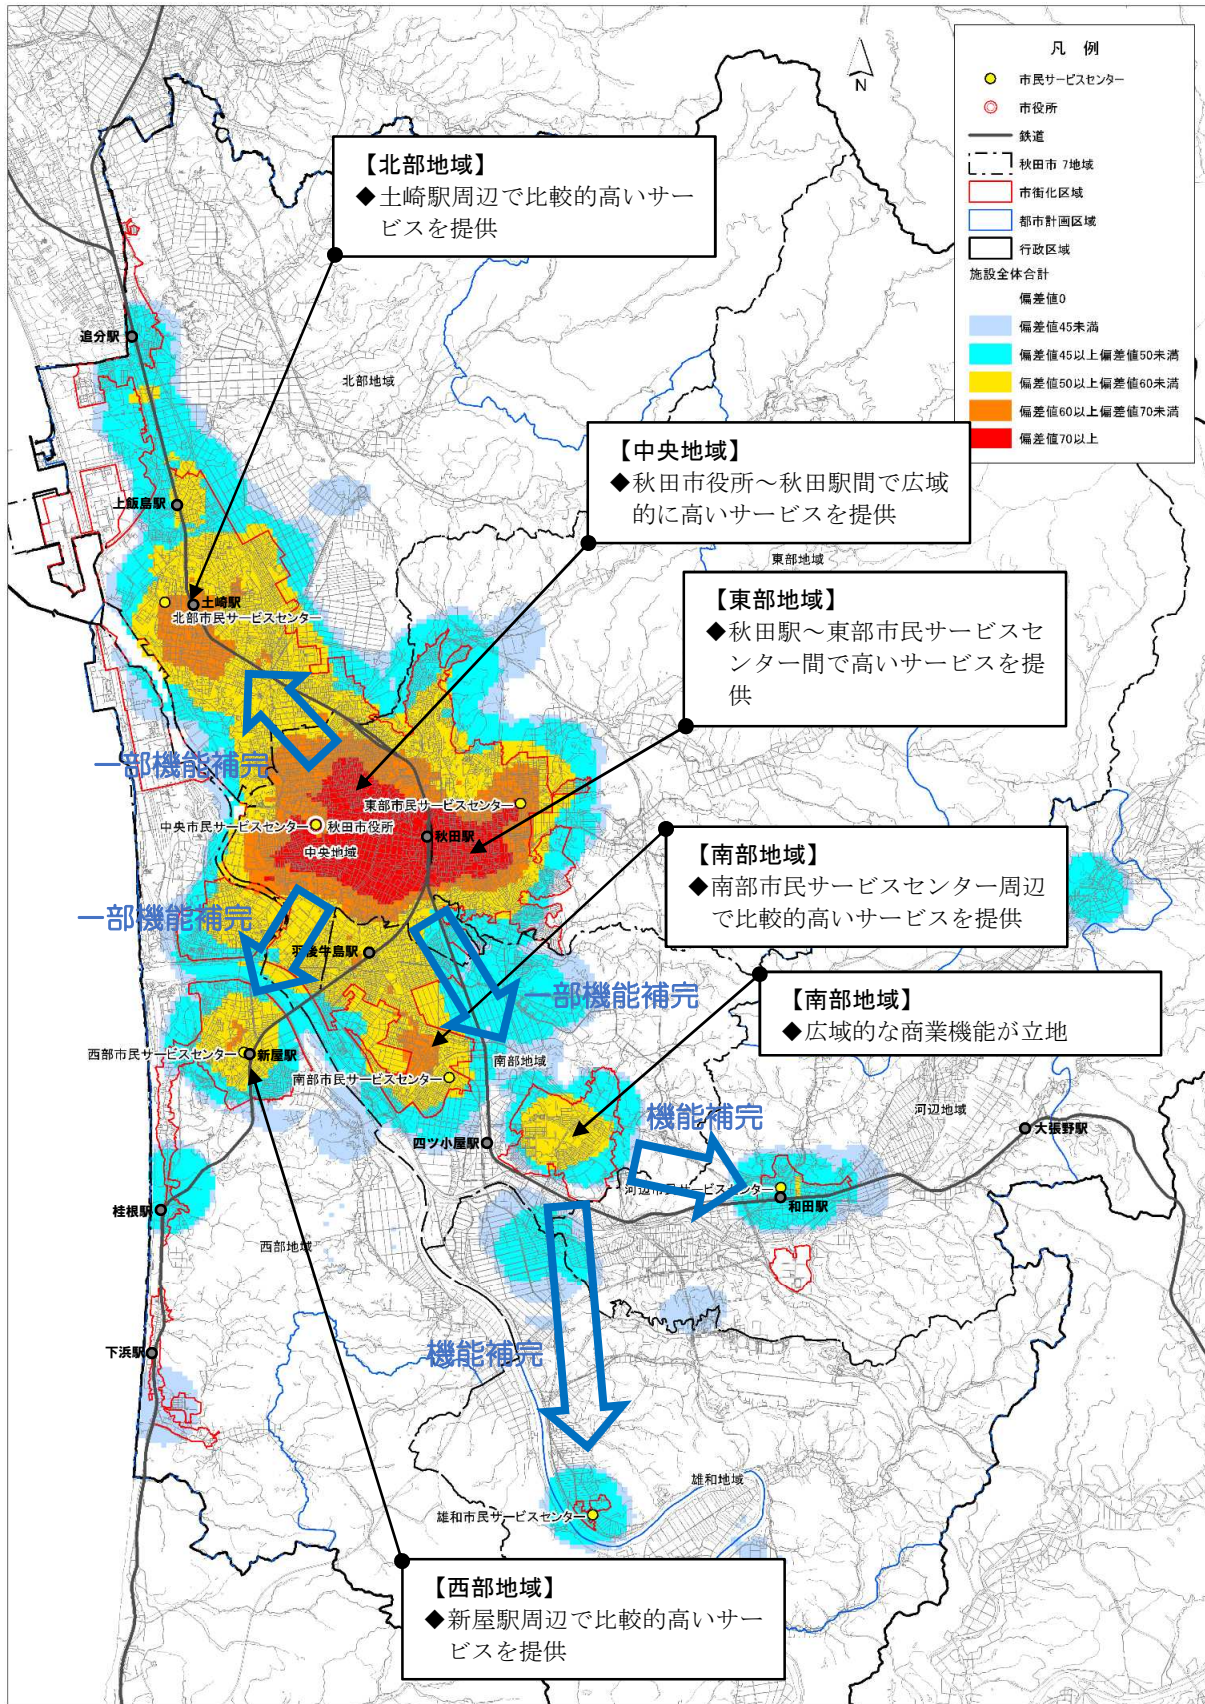 凡 例
市民サービスセンター
市役所
鉄道
秋田市 7地域
市街化区域
都市計画区域
行政区域
施設全体合計
偏差値0
偏差値45未満
偏差値45以上偏差値50未満
偏差値50以上偏差値60未満
偏差値60以上偏差値70未満
偏差値70以上
N
【北部地域】
◆土崎駅周辺で比較的高いサー
ビスを提供
追分駅
北部地域
【中央地域】
◆秋田市役所～秋田駅間で広域
的に高いサービスを提供
上飯島駅
東部地域
【東部地域】
◆秋田駅～東部市民サービスセ
ンター間で高いサービスを提
供
土崎駅
北部市民サービスセンター
一部機能補完
東部市民サービスセンター
中央市民サービスセンター
秋田市役所
秋田駅
中央地域
【南部地域】
◆南部市民サービスセンター周辺
で比較的高いサービスを提供
一部機能補完
羽後牛島駅
一部機能補完
【南部地域】
◆広域的な商業機能が立地
西部市民サービスセンター
新屋駅
南部地域
南部市民サービスセンター
機能補完
河辺地域
大張野駅
四ツ小屋駅
河辺市民サービスセンター
和田駅
桂根駅
西部地域
下浜駅
機能補完
雄和地域
雄和市民サービスセンター
【西部地域】
◆新屋駅周辺で比較的高いサー
ビスを提供